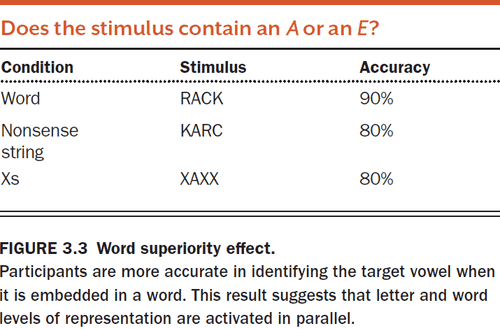 Does the stimulus contain an A or an E?
Condition Stimulus Accuracy
Word RACK 90%
Nonsense KARC 80%
string
Xs XAXX 80%
FIGURE 3.3 Word superiority effect.
Participants are more accurate in identifying the target vowel when
it is embedded in a word. This result suggests that letter and word
levels of representation are activated in parallel.